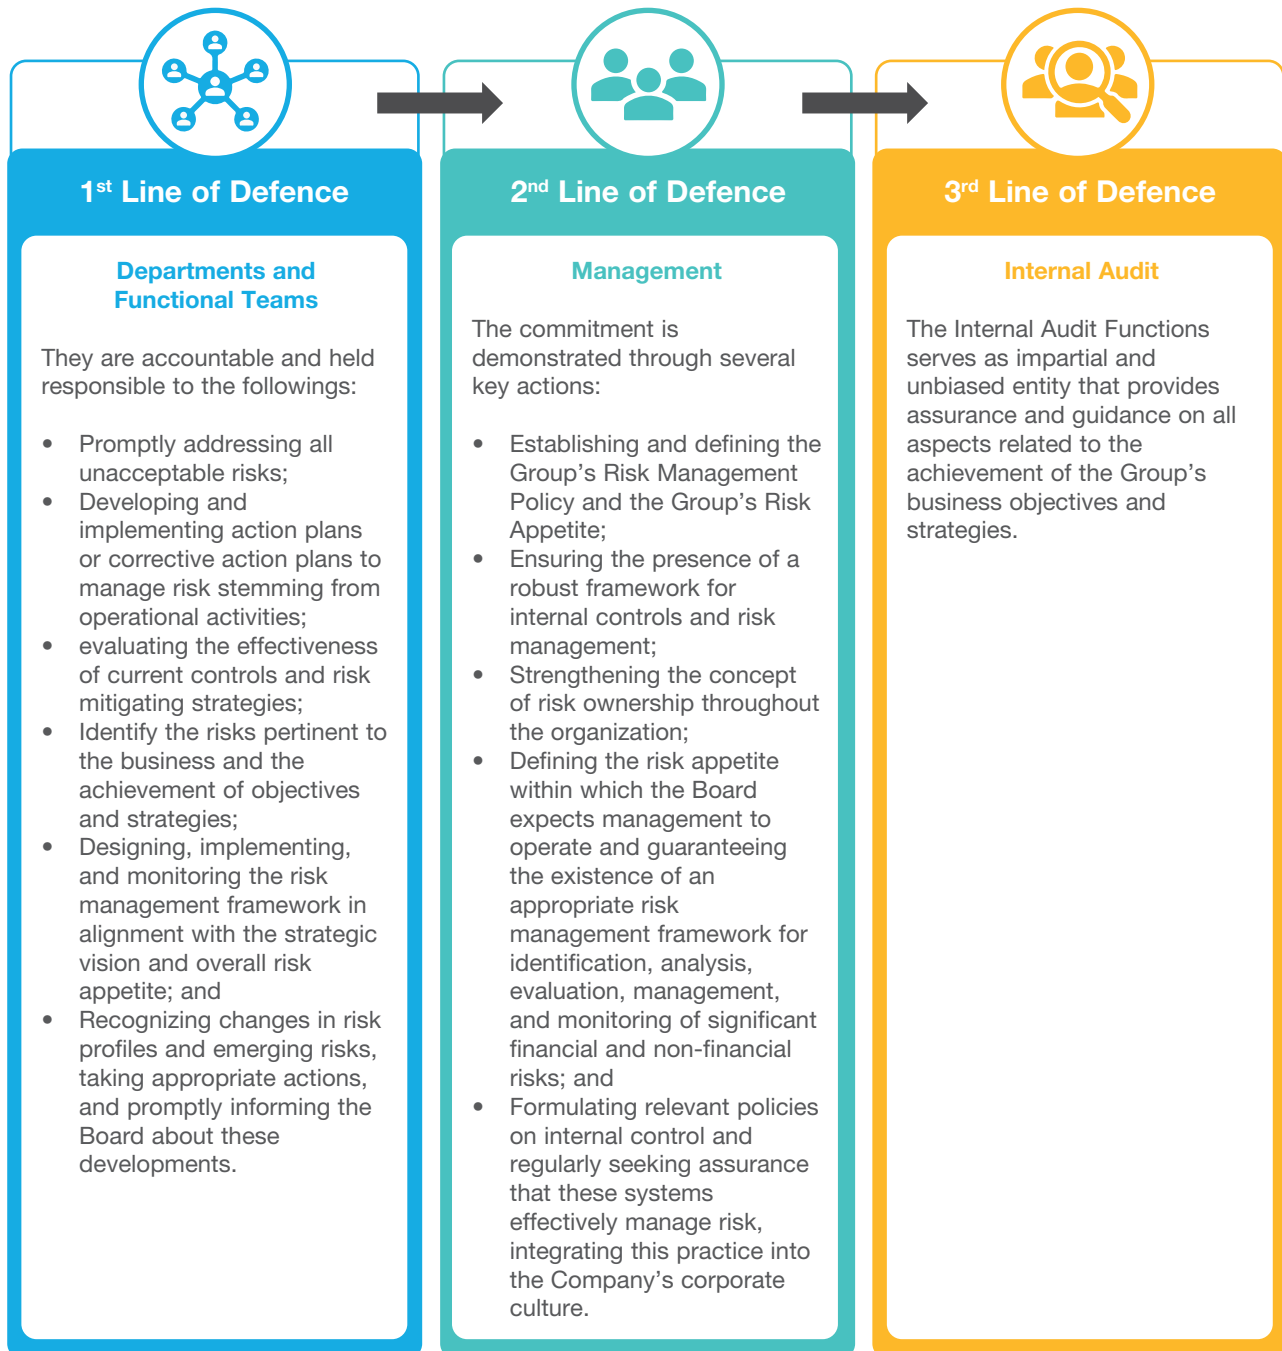 1st Line of Defence
Departments and
Functional Teams
They are accountable and held
responsible to the followings:
• Promptly addressing all
unacceptable risks;
• Developing and
implementing action plans
or corrective action plans to
manage risk stemming from
operational activities;
• evaluating the effectiveness
of current controls and risk
mitigating strategies;
• Identify the risks pertinent to
the business and the
achievement of objectives
and strategies;
• Designing, implementing,
and monitoring the risk
management framework in
alignment with the strategic
vision and overall risk
appetite; and
• Recognizing changes in risk
profiles and emerging risks,
taking appropriate actions,
and promptly informing the
Board about these
developments.
2nd Line of Defence
Management
The commitment is
demonstrated through several
key actions:
• Establishing and defining the
Group’s Risk Management
Policy and the Group’s Risk
Appetite;
• Ensuring the presence of a
robust framework for
internal controls and risk
management;
• Strengthening the concept
of risk ownership throughout
the organization;
• Defining the risk appetite
within which the Board
expects management to
operate and guaranteeing
the existence of an
appropriate risk
management framework for
identification, analysis,
evaluation, management,
and monitoring of significant
financial and non-financial
risks; and
• Formulating relevant policies
on internal control and
regularly seeking assurance
that these systems
effectively manage risk,
integrating this practice into
the Company’s corporate
culture.
3rd Line of Defence
Internal Audit
The Internal Audit Functions
serves as impartial and
unbiased entity that provides
assurance and guidance on all
aspects related to the
achievement of the Group’s
business objectives and
strategies.